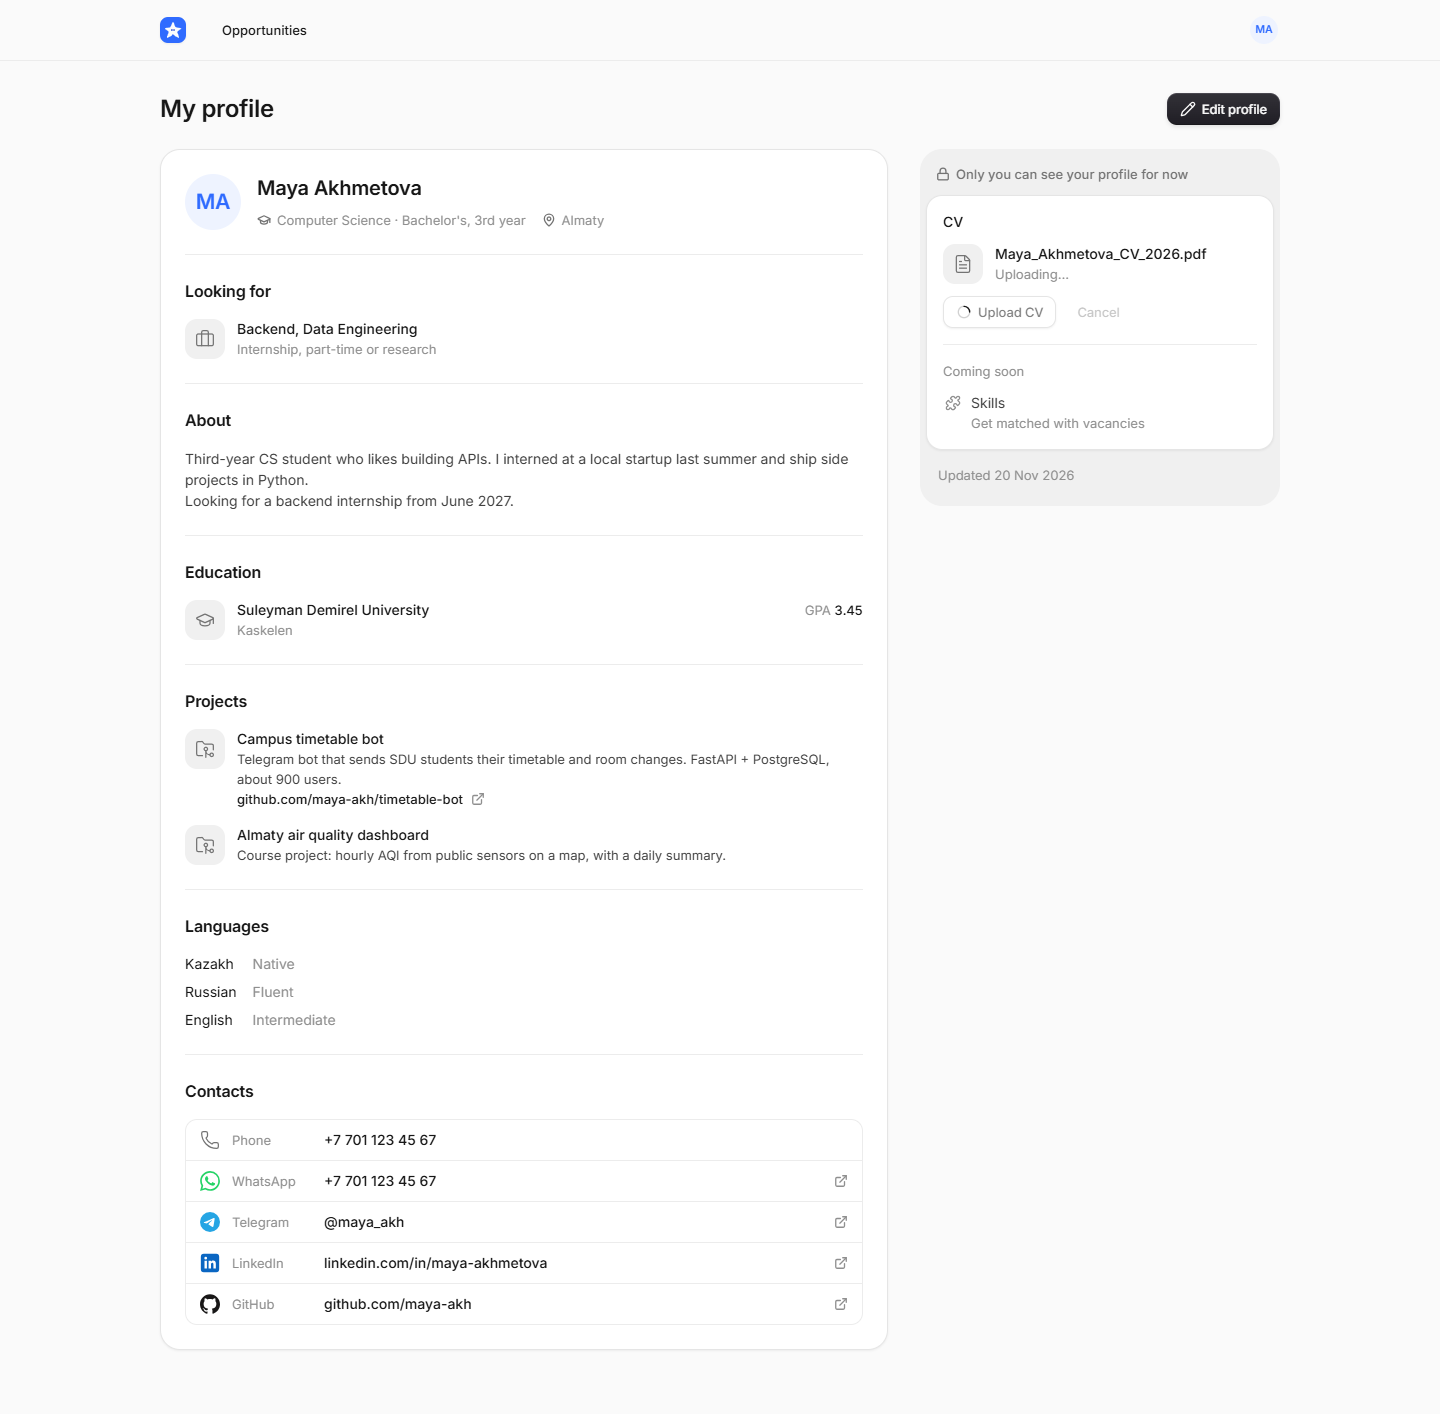 Opportunities
MA
My profile
Edit profile
MA
Maya Akhmetova
Computer Science · Bachelor's, 3rd year
Almaty
Looking for
Backend, Data Engineering
Internship, part-time or research
About
Third-year CS student who likes building APIs. I interned at a local startup last summer and ship side
projects in Python.
Looking for a backend internship from June 2027.
Education
Suleyman Demirel University
GPA 3.45
Kaskelen
Projects
Campus timetable bot
Telegram bot that sends SDU students their timetable and room changes. FastAPI + PostgreSQL,
about 900 users.
github.com/maya-akh/timetable-bot
Almaty air quality dashboard
Course project: hourly AQI from public sensors on a map, with a daily summary.
Languages
Kazakh Native
Russian Fluent
English Intermediate
Contacts
Phone +7 701 123 45 67
WhatsApp +7 701 123 45 67
Telegram @maya_akh
LinkedIn linkedin.com/in/maya-akhmetova
GitHub github.com/maya-akh
Only you can see your profile for now
CV
Maya_Akhmetova_CV_2026.pdf
Uploading...
Upload CV
Cancel
Coming soon
Skills
Get matched with vacancies
Updated 20 Nov 2026